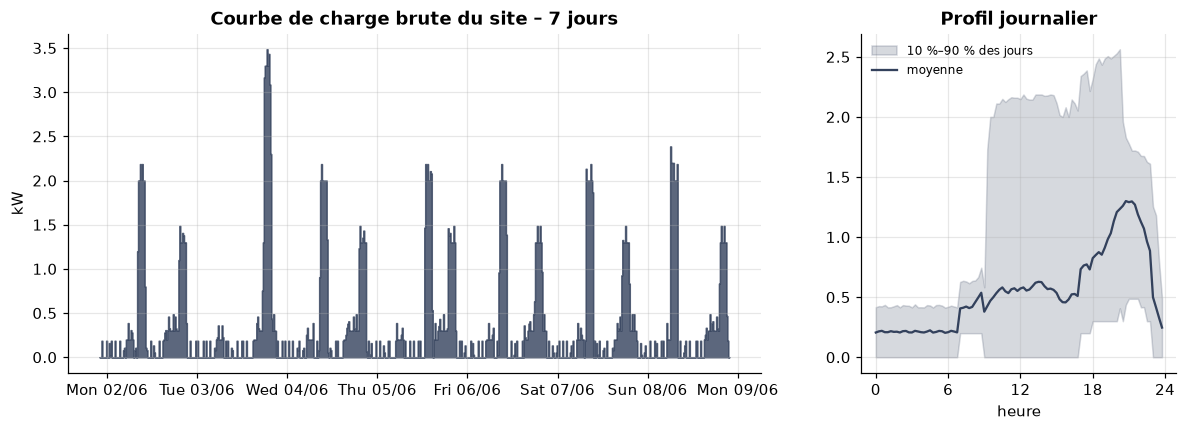 Courbe de charge brute du site – 7 jours
kW
3.5
3.0
2.5
2.0
1.5
1.0
0.5
0.0
Mon 02/06 Tue 03/06 Wed 04/06 Thu 05/06 Fri 06/06 Sat 07/06 Sun 08/06 Mon 09/06
Profil journalier
10 %–90 % des jours
moyenne
2.5
2.0
1.5
1.0
0.5
0.0
0 6 12 18 24
heure